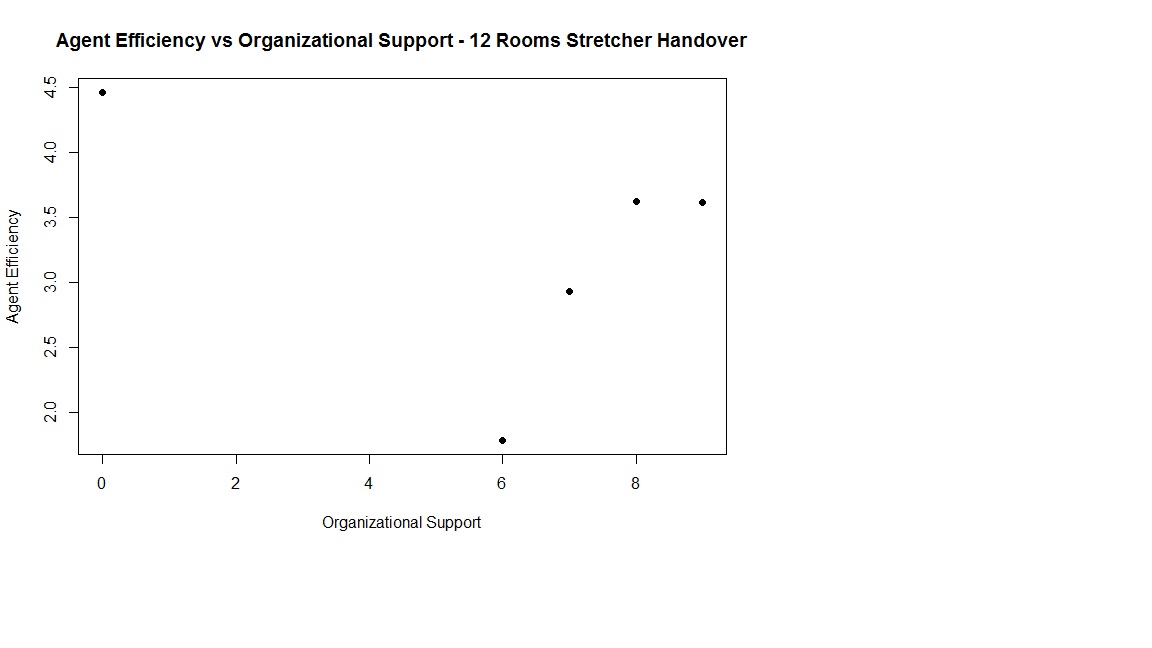 Agent Efficiency vs Organizational Support - 12 Rooms Stretcher Handover
Agent Efficiency
4.5
4.0
3.5
3.0
2.5
2.0
0 2 4 6 8
Organizational Support